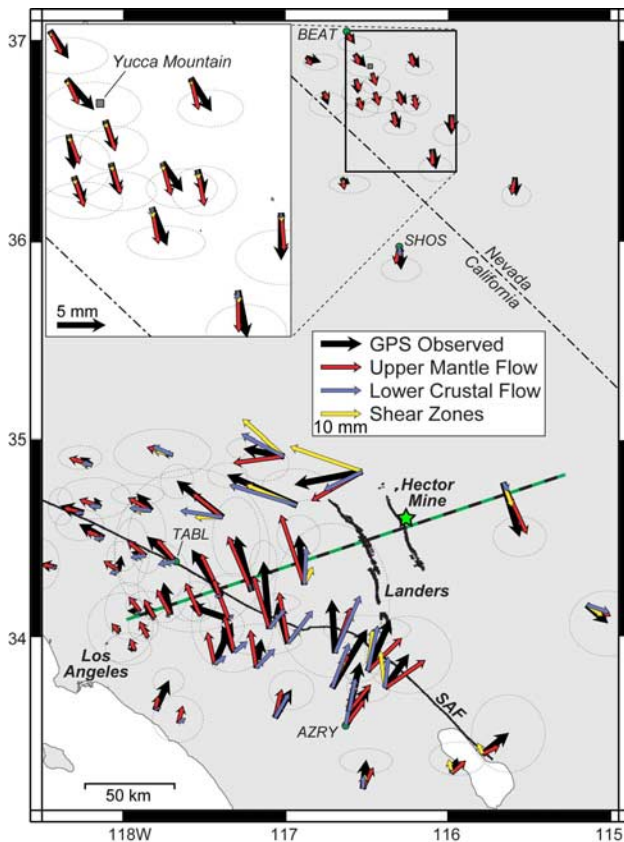 37
BEAT
Yucca Mountain
36
SHOS
Nevada
California
5 mm
GPS Observed
Upper Mantle Flow
Lower Crustal Flow
Shear Zones
10 mm
35
Hector
Mine
TABL
Landers
34
Los
Angeles
SAF
AZRY
50 km
118W
117
116
115